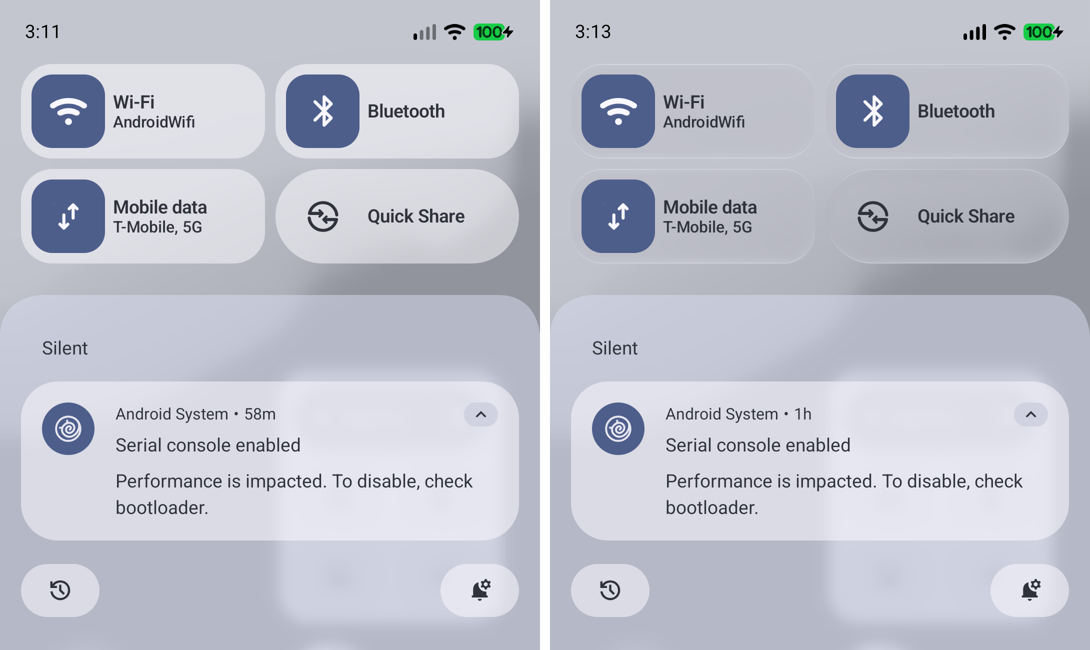 3:11
100
Wi-Fi
AndroidWifi
Bluetooth
Mobile data
T-Mobile, 5G
Quick Share
Silent
Android System • 58m
Serial console enabled
Performance is impacted. To disable, check
bootloader.
3:13
100
Wi-Fi
AndroidWifi
Bluetooth
Mobile data
T-Mobile, 5G
Quick Share
Silent
Android System • 1h
Serial console enabled
Performance is impacted. To disable, check
bootloader.